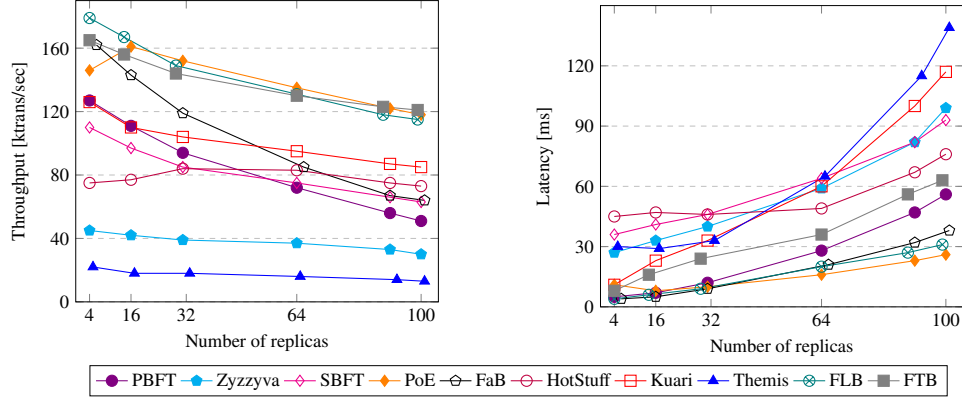 Throughput [ktrans/sec]
160
120
80
40
0
4 16 32 64 100
Number of replicas
Latency [ms]
120
90
60
30
0
4 16 32 64 100
Number of replicas
PBFT Zyzzyva SBFT PoE FaB HotStuff Kuari Themis FLB FTB